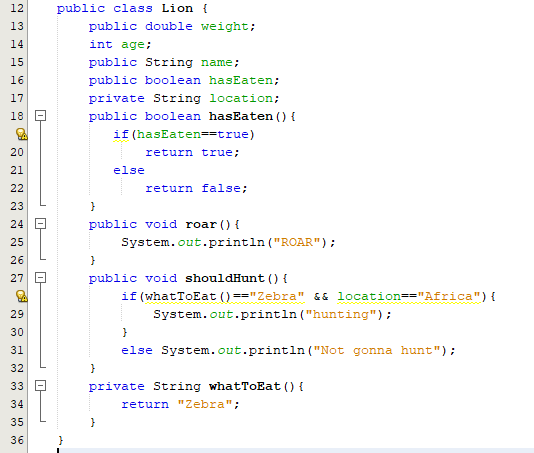 12 public class Lion {
13 public double weight;
14 int age;
15 public String name;
16 public boolean hasEaten;
17 private String location;
18 public boolean hasEaten(){
if(hasEaten==true)
20 return true;
21 else
22 return false;
23 }
24 public void roar(){
25 System.out.println("ROAR");
26 }
27 public void shouldHunt(){
if(whatToEat()=="Zebra" && location=="Africa"){
29 System.out.println("hunting");
30 }
31 else System.out.println("Not gonna hunt");
32 }
33 private String whatToEat(){
34 return "Zebra";
35 }
36 }